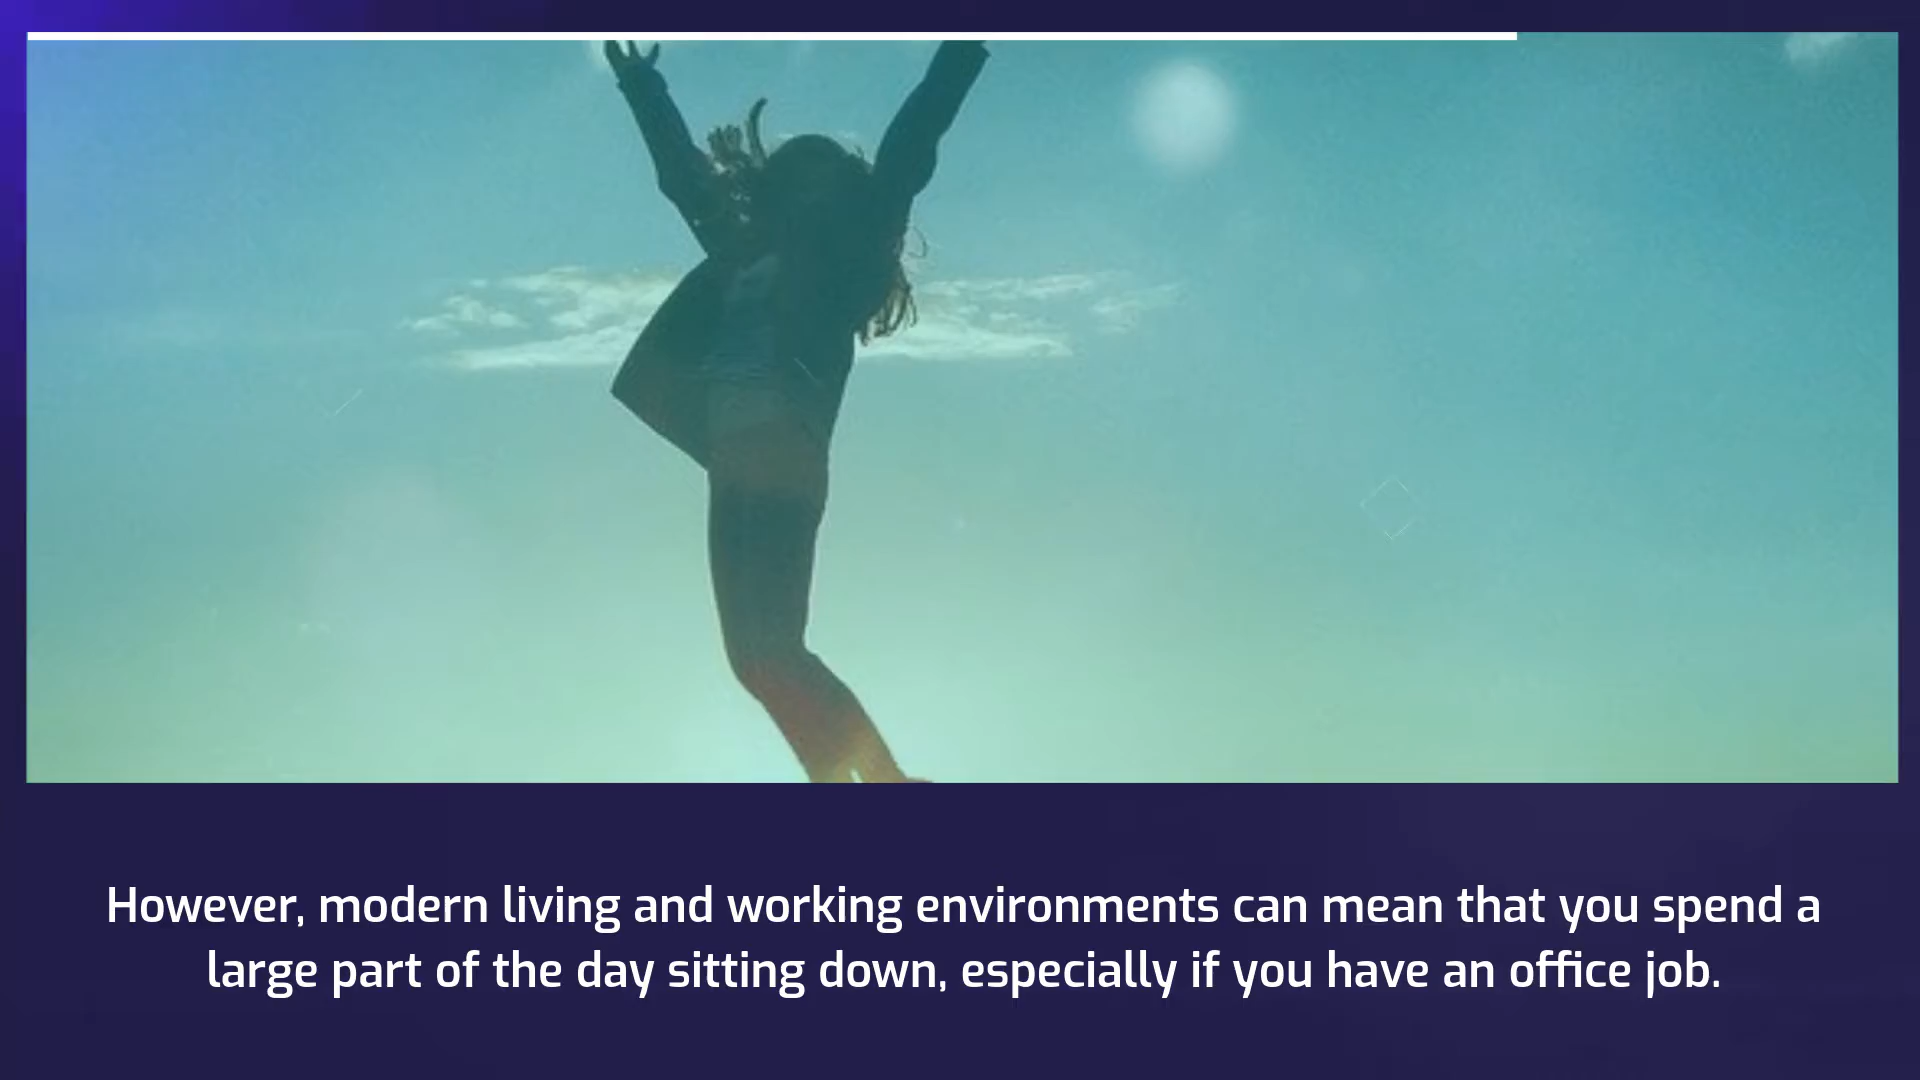 However, modern living and working environments can mean that you spend a
large part of the day sitting down, especially if you have an office job.